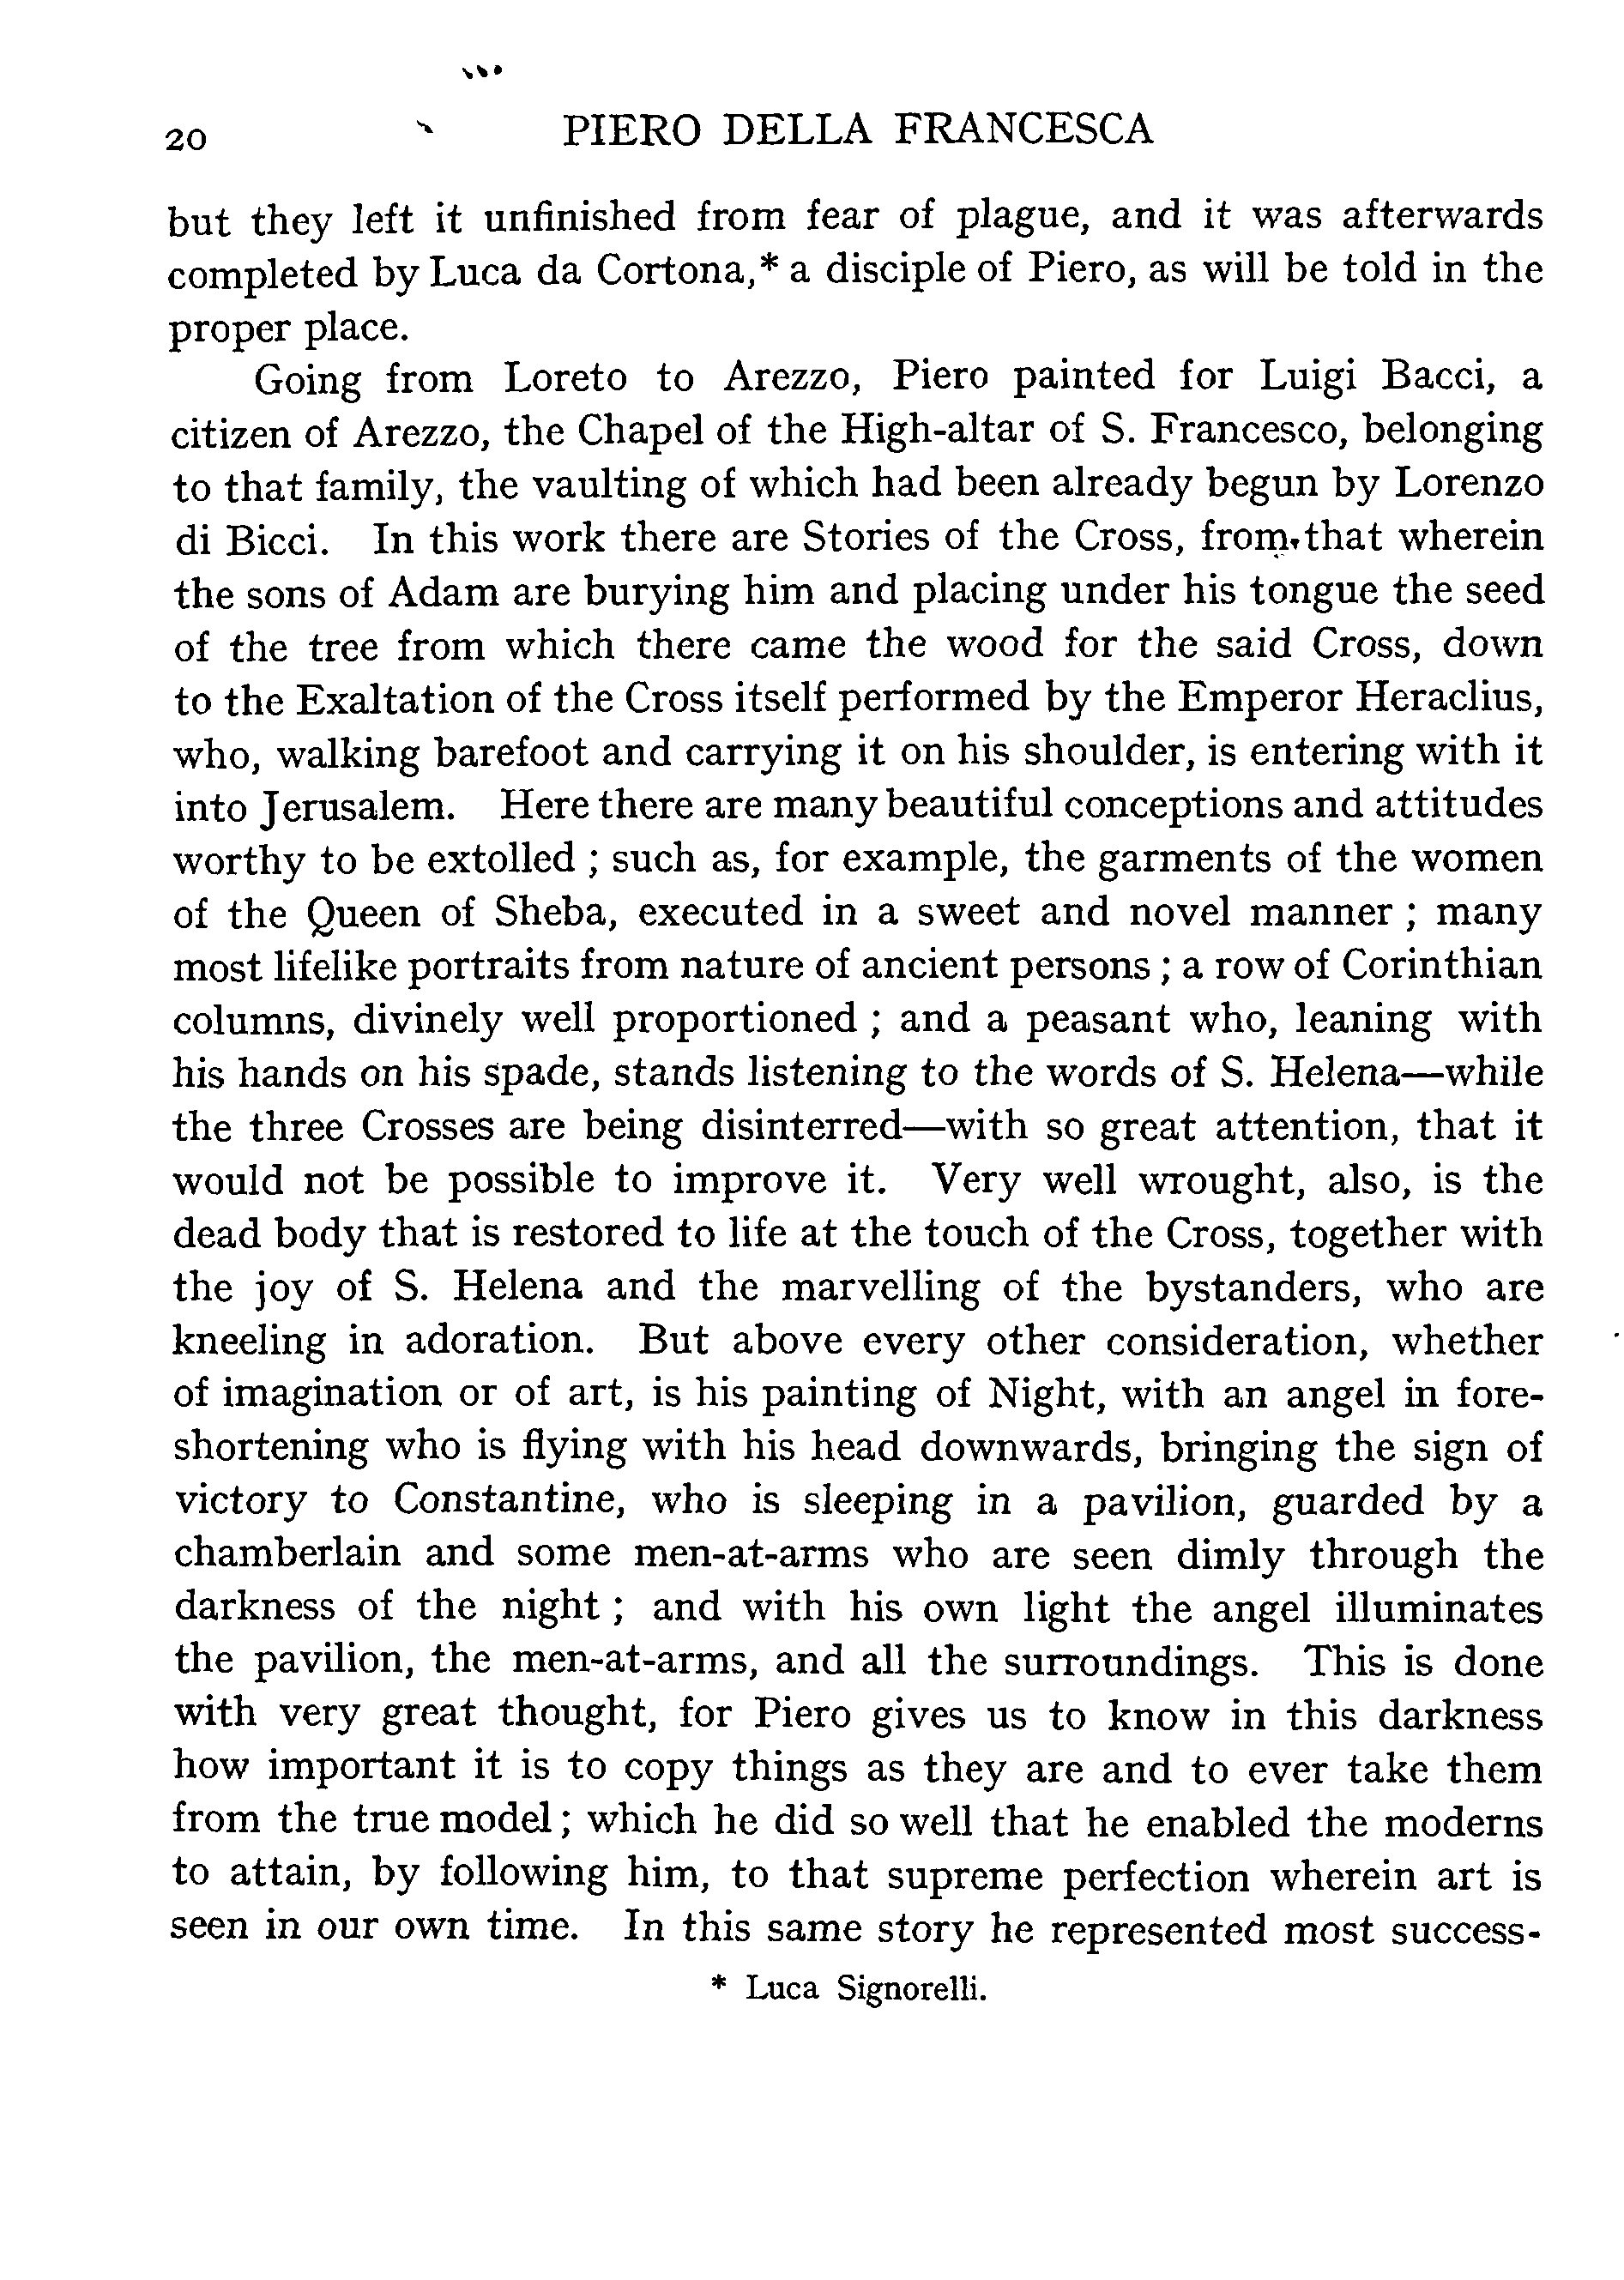 20 PIERO DELLA FRANCESCA
but they left it unfinished from fear of plague, and it was afterwards
completed by Luca da Cortona,* a disciple of Piero, as will be told in the
proper place.
Going from Loreto to Arezzo, Piero painted for Luigi Bacci, a
citizen of Arezzo, the Chapel of the High-altar of S. Francesco, belonging
to that family, the vaulting of which had been already begun by Lorenzo
di Bicci. In this work there are Stories of the Cross, from that wherein
the sons of Adam are burying him and placing under his tongue the seed
of the tree from which there came the wood for the said Cross, down
to the Exaltation of the Cross itself performed by the Emperor Heraclius,
who, walking barefoot and carrying it on his shoulder, is entering with it
into Jerusalem. Here there are many beautiful conceptions and attitudes
worthy to be extolled ; such as, for example, the garments of the women
of the Queen of Sheba, executed in a sweet and novel manner ; many
most lifelike portraits from nature of ancient persons ; a row of Corinthian
columns, divinely well proportioned ; and a peasant who, leaning with
his hands on his spade, stands listening to the words of S. Helena—while
the three Crosses are being disinterred—with so great attention, that it
would not be possible to improve it. Very well wrought, also, is the
dead body that is restored to life at the touch of the Cross, together with
the joy of S. Helena and the marvelling of the bystanders, who are
kneeling in adoration. But above every other consideration, whether
of imagination or of art, is his painting of Night, with an angel in fore-
shortening who is flying with his head downwards, bringing the sign of
victory to Constantine, who is sleeping in a pavilion, guarded by a
chamberlain and some men-at-arms who are seen dimly through the
darkness of the night ; and with his own light the angel illuminates
the pavilion, the men-at-arms, and all the surroundings. This is done
with very great thought, for Piero gives us to know in this darkness
how important it is to copy things as they are and to ever take them
from the true model ; which he did so well that he enabled the moderns
to attain, by following him, to that supreme perfection wherein art is
seen in our own time. In this same story he represented most success-
* Luca Signorelli.